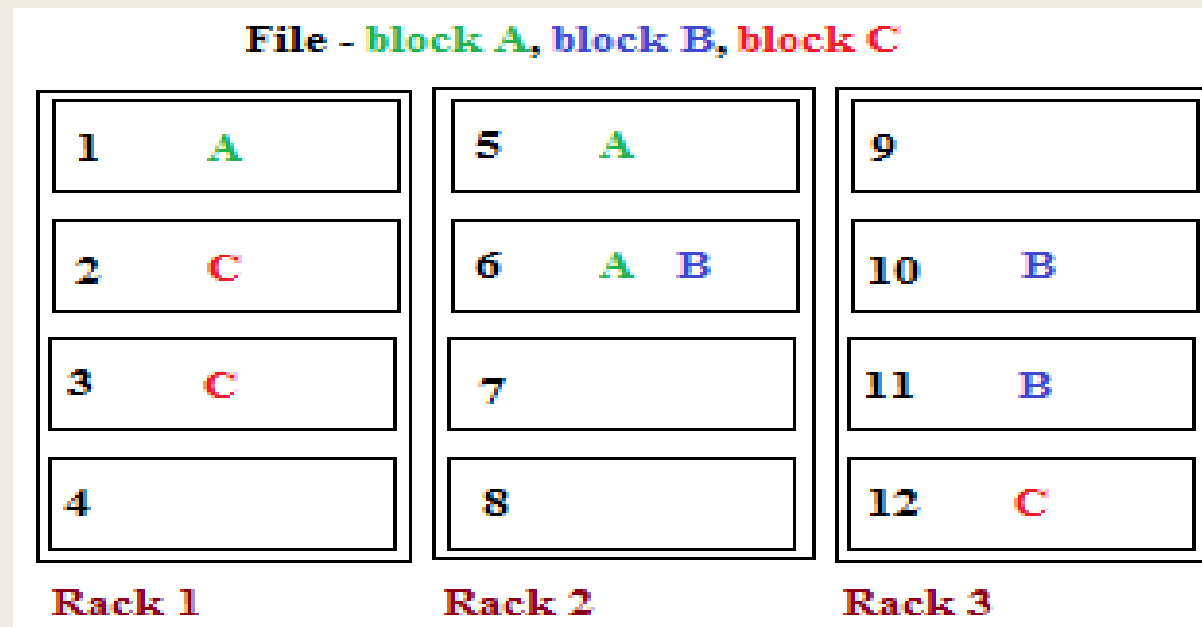 File - block A, block B, block C
1 A 5 A 9
2 C 6 A B 10 B
3 C 7 11 B
4 8 12 C
Rack 1 Rack 2 Rack 3